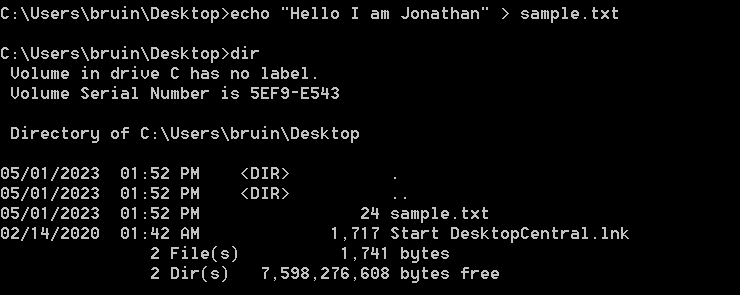 C:\Users\bruin\Desktop>echo "Hello I am Jonathan" > sample.txt
C:\Users\bruin\Desktop>dir
Volume in drive C has no label.
Volume Serial Number is 5EF9-E543
Directory of C:\Users\bruin\Desktop
05/01/2023  01:52 PM    <DIR>          .
05/01/2023  01:52 PM    <DIR>          ..
05/01/2023  01:52 PM                24 sample.txt
02/14/2020  01:42 AM             1,717 Start DesktopCentral.lnk
2 File(s)          1,741 bytes
2 Dir(s)   7,598,276,608 bytes free